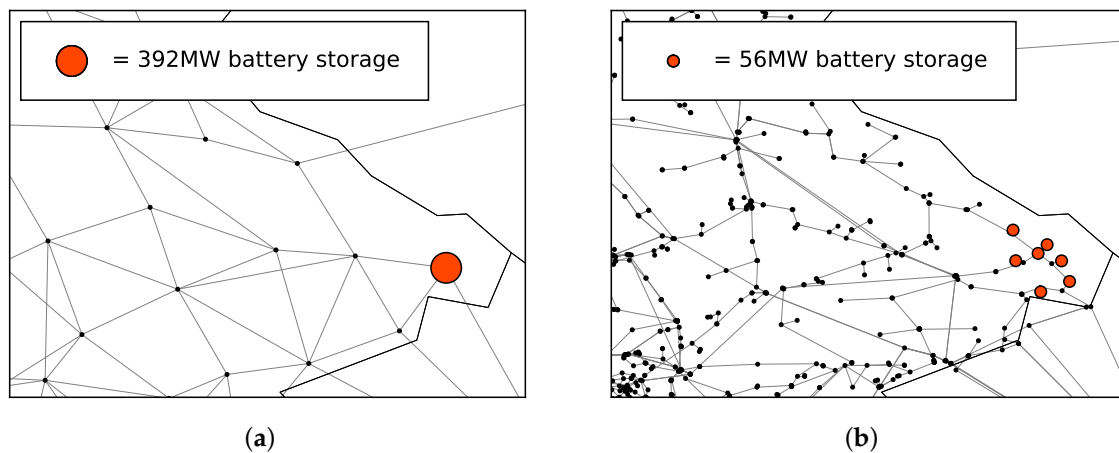 = 392MW battery storage
= 56MW battery storage
(a)
(b)